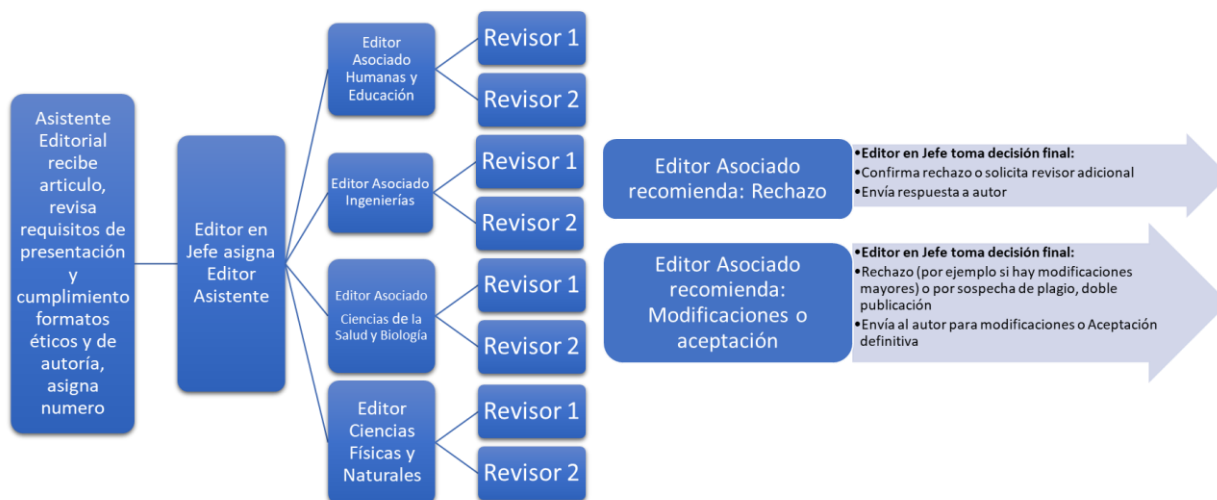 Asistente
Editorial
recibe
articulo,
revisa
requisitos de
presentación
y
cumplimiento
formatos
éticos y de
autoría,
asigna
numero
Editor en
Jefe asigna
Editor
Asistente
Editor
Asociado
Humanas y
Educación
Revisor 1
Revisor 2
Editor Asociado
Ingenierías
Revisor 1
Revisor 2
Editor Asociado
Ciencias de la
Salud y Biología
Revisor 1
Revisor 2
Editor
Ciencias
Físicas y
Naturales
Revisor 1
Revisor 2
Editor Asociado
recomienda: Rechazo
•Editor en Jefe toma decisión final:
•Confirma rechazo o solicita revisor adicional
•Envía respuesta a autor
Editor Asociado
recomienda:
Modificaciones o
aceptación
•Editor en Jefe toma decisión final:
•Rechazo (por ejemplo si hay modificaciones
mayores) o por sospecha de plagio, doble
publicación
•Envía al autor para modificaciones o Aceptación
definitiva